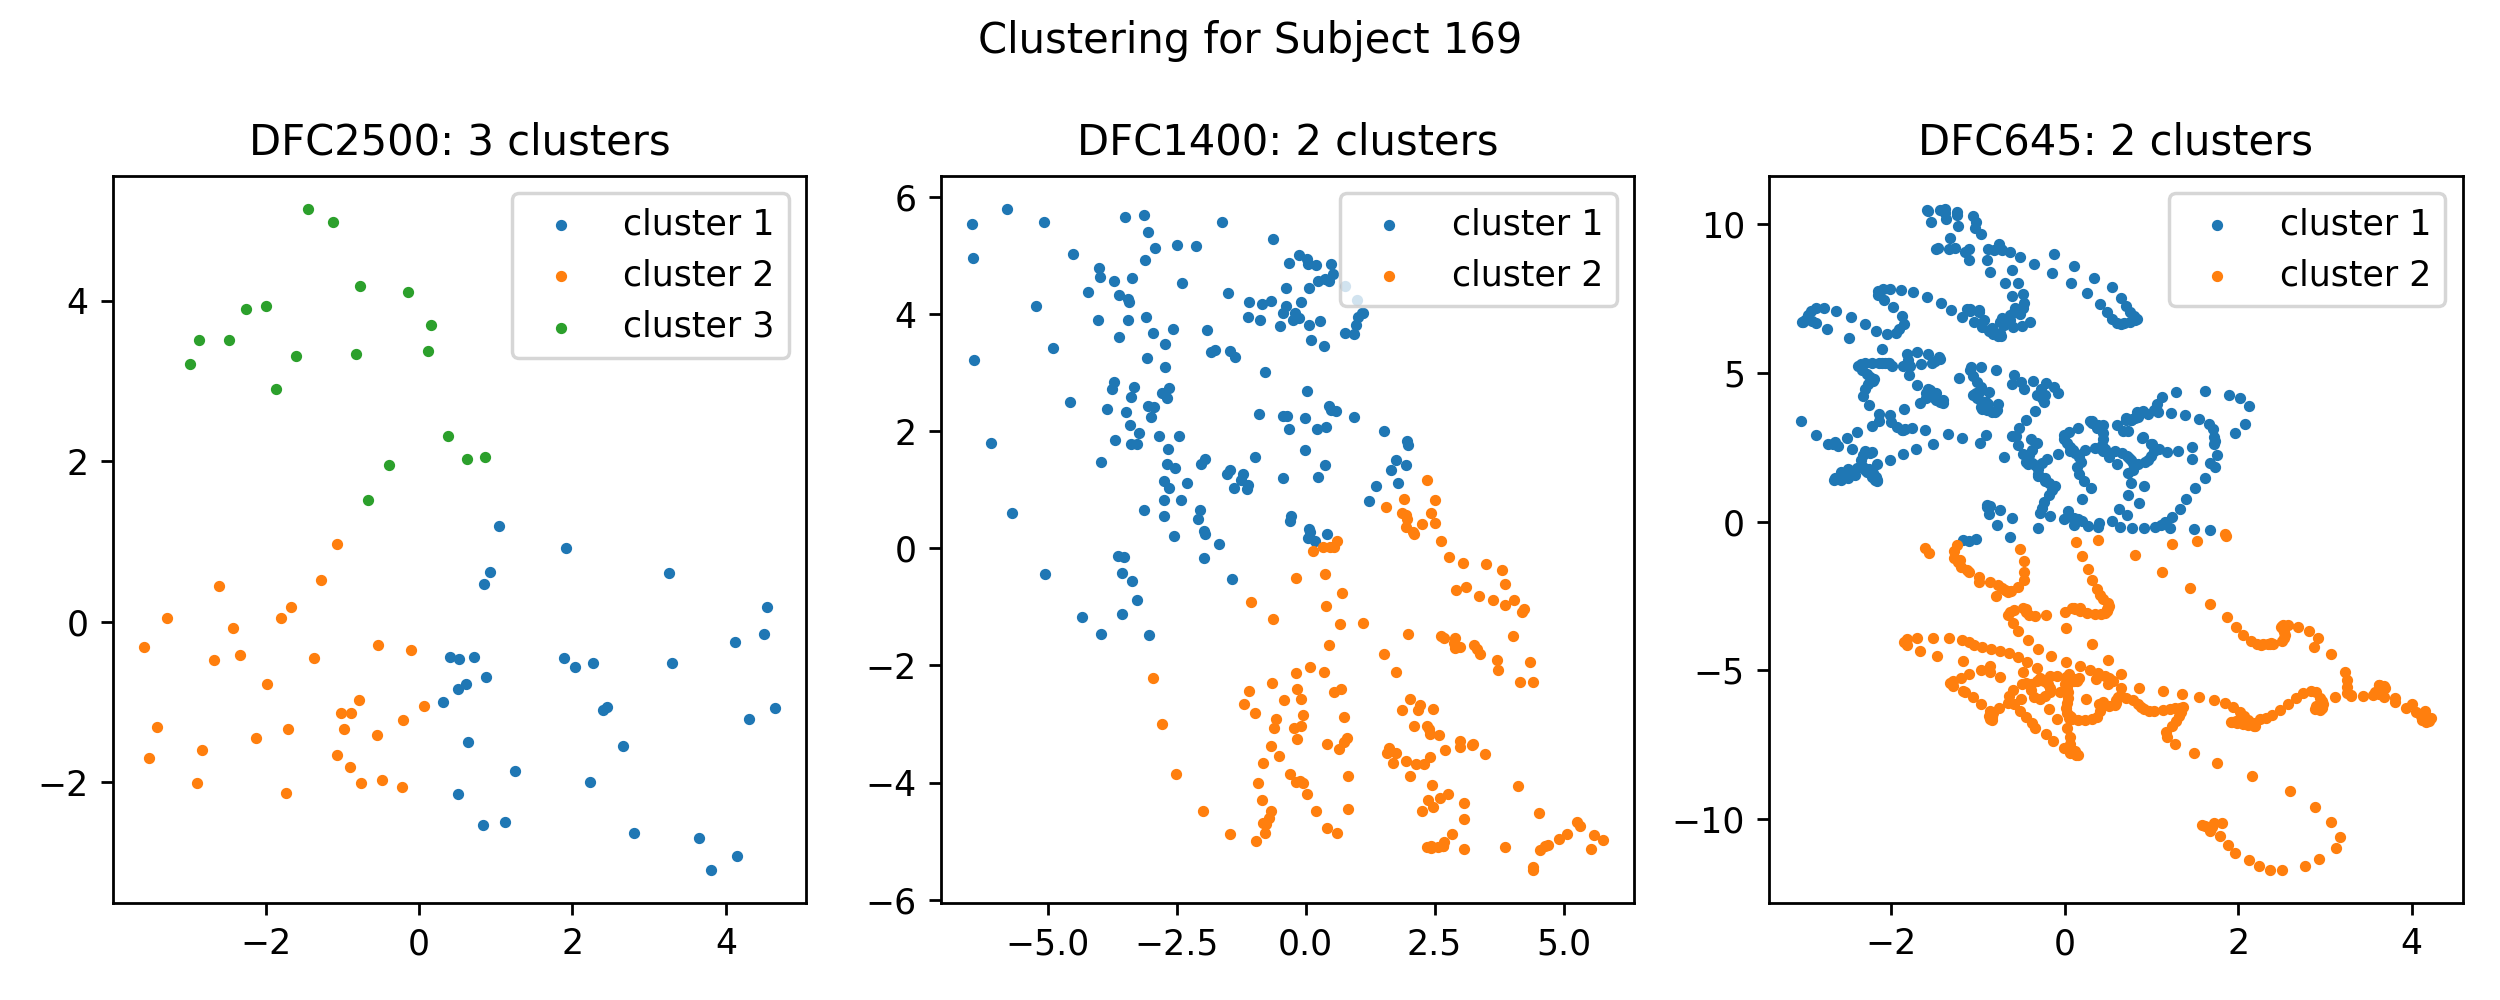 Clustering for Subject 169
DFC2500: 3 clusters
cluster 1
cluster 2
cluster 3
4
2
0
−2
−2
0
2
4
DFC1400: 2 clusters
cluster 1
cluster 2
6
4
2
0
−2
−4
−6
−5.0
−2.5
0.0
2.5
5.0
DFC645: 2 clusters
cluster 1
cluster 2
10
5
0
−5
−10
−2
0
2
4